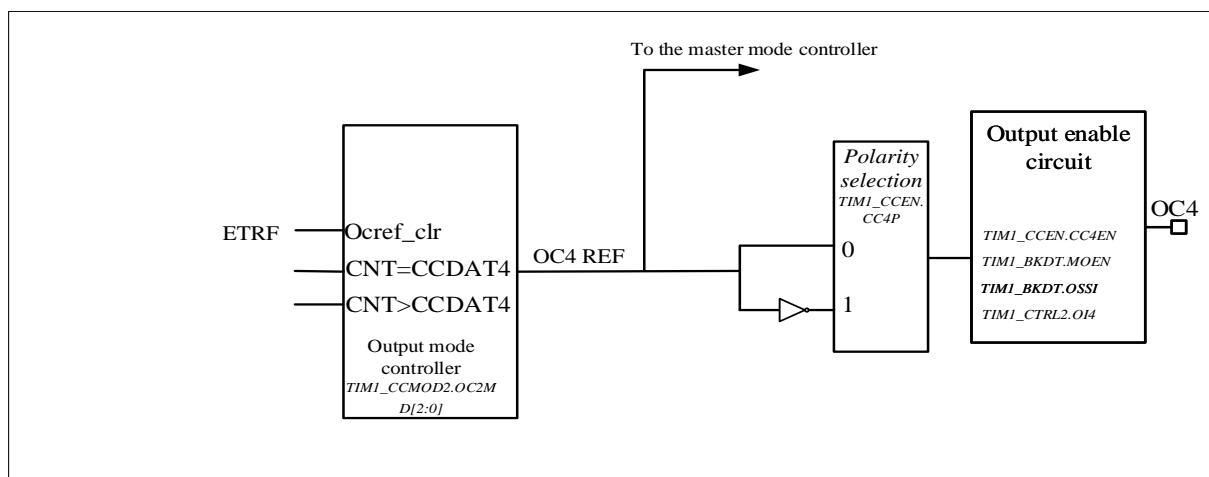 To the master mode controller
ETRF
Ocref_clr
CNT=CCDAT4
CNT>CCDAT4
Output mode
controller
TIM1_CCMOD2.OC2M
D[2:0]
OC4 REF
Polarity
selection
TIM1_CCEN.
CC4P
0
1
Output enable
circuit
TIM1_CCEN.CC4EN
TIM1_BKDT.MOEN
TIM1_BKDT.OSSI
TIM1_CTRL2.OI4
OC4